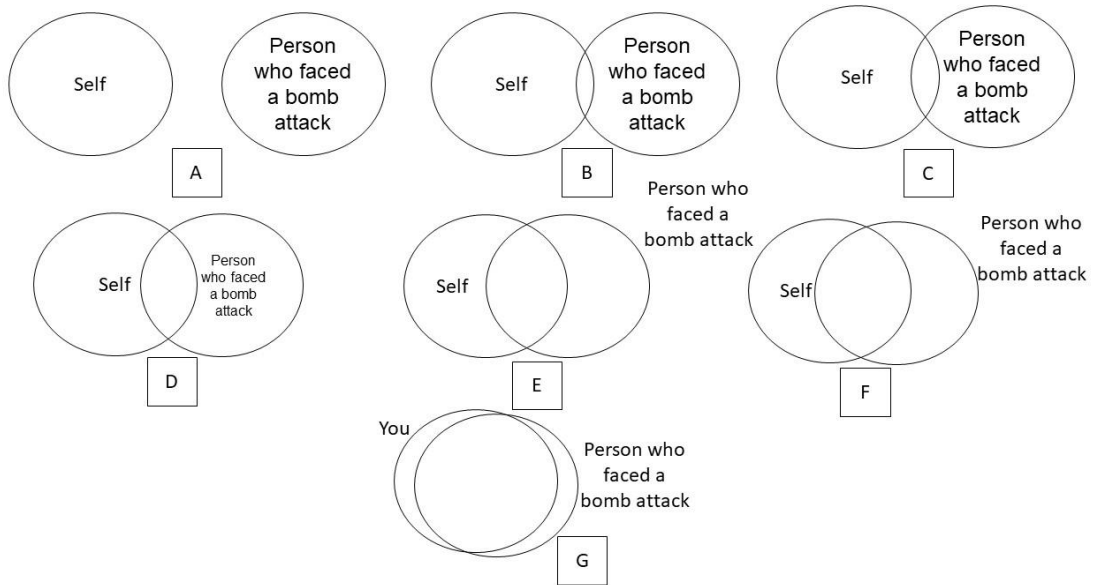 Self
Person
who faced
a bomb
attack
A
Self
Person
who faced
a bomb
attack
B
Self
Person
who faced
a bomb
attack
C
Self
Person
who faced
a bomb
attack
D
Self
Person who
faced a
bomb attack
E
Self
Person who
faced a
bomb attack
F
You
Person who
faced a
bomb attack
G